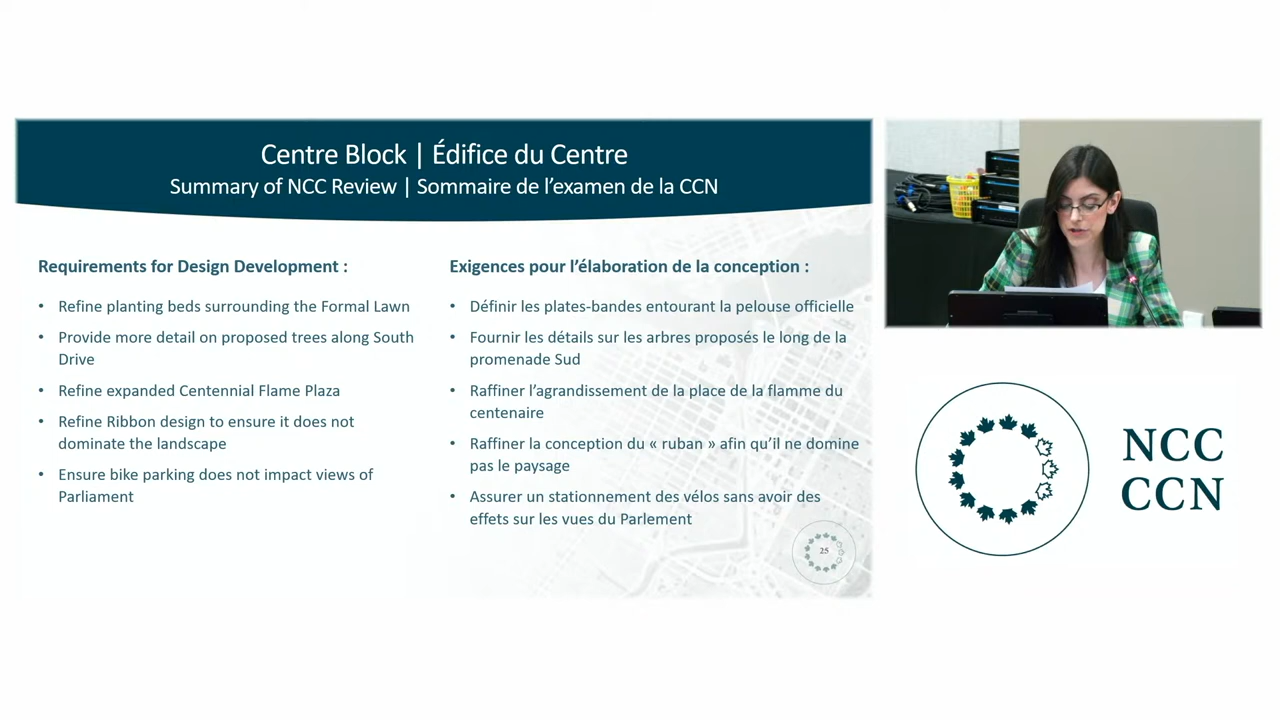 Centre Block | Édifice du Centre
Summary of NCC Review | Sommaire de l’examen de la CCN
Requirements for Design Development :
• Refine planting beds surrounding the Formal Lawn
• Provide more detail on proposed trees along South
Drive
• Refine expanded Centennial Flame Plaza
• Refine Ribbon design to ensure it does not
dominate the landscape
• Ensure bike parking does not impact views of
Parliament
Exigences pour l’élaboration de la conception :
• Définir les plates-bandes entourant la pelouse officielle
• Fournir les détails sur les arbres proposés le long de la
promenade Sud
• Raffiner l’agrandissement de la place de la flamme du
centenaire
• Raffiner la conception du « ruban » afin qu’il ne domine
pas le paysage
• Assurer un stationnement des vélos sans avoir des
effets sur les vues du Parlement
25
NCC
CCN